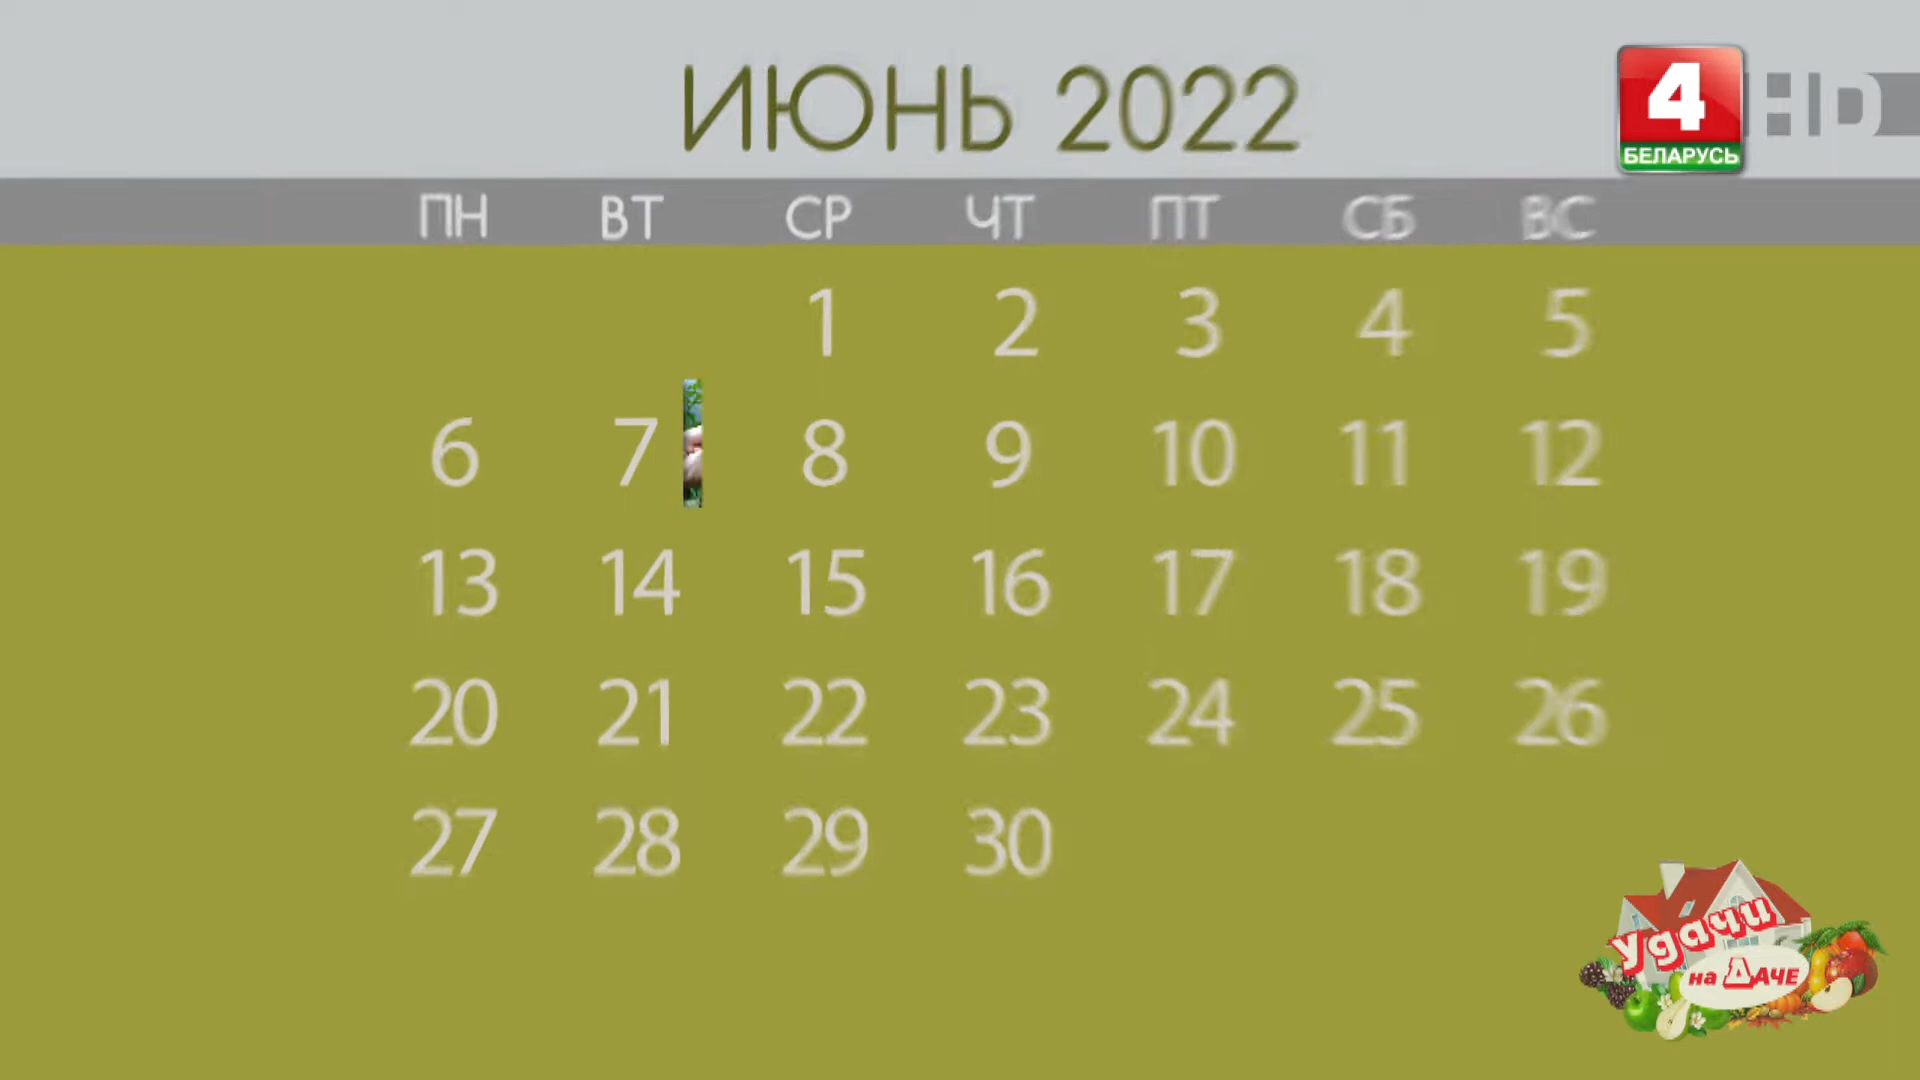 ИЮНЬ 2022
4 HD
БЕЛАРУСЬ
ПН ВТ СР ЧТ ПТ СБ ВС
1 2 3 4 5
6 7 8 9 10 11 12
13 14 15 16 17 18 19
20 21 22 23 24 25 26
27 28 29 30
Удачи
на ДАЧЕ